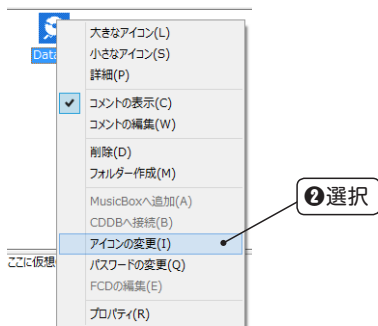 Data
大きなアイコン(L)
小さなアイコン(S)
詳細(P)
コメントの表示(C)
コメントの編集(W)
削除(D)
フォルダー作成(M)
MusicBoxへ追加(A)
CDDBへ接続(B)
❷選択
アイコンの変更(I)
ここに仮想
パスワードの変更(Q)
FCDの編集(E)
プロパティ(R)